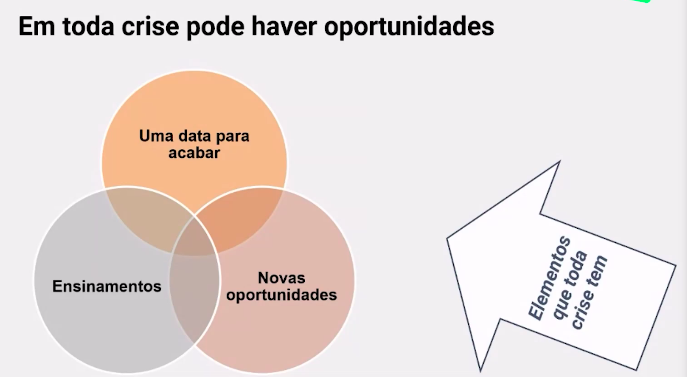 Em toda crise pode haver oportunidades
Uma data para
acabar
Ensinamentos
Novas
oportunidades
Elementos
que toda
crise tem